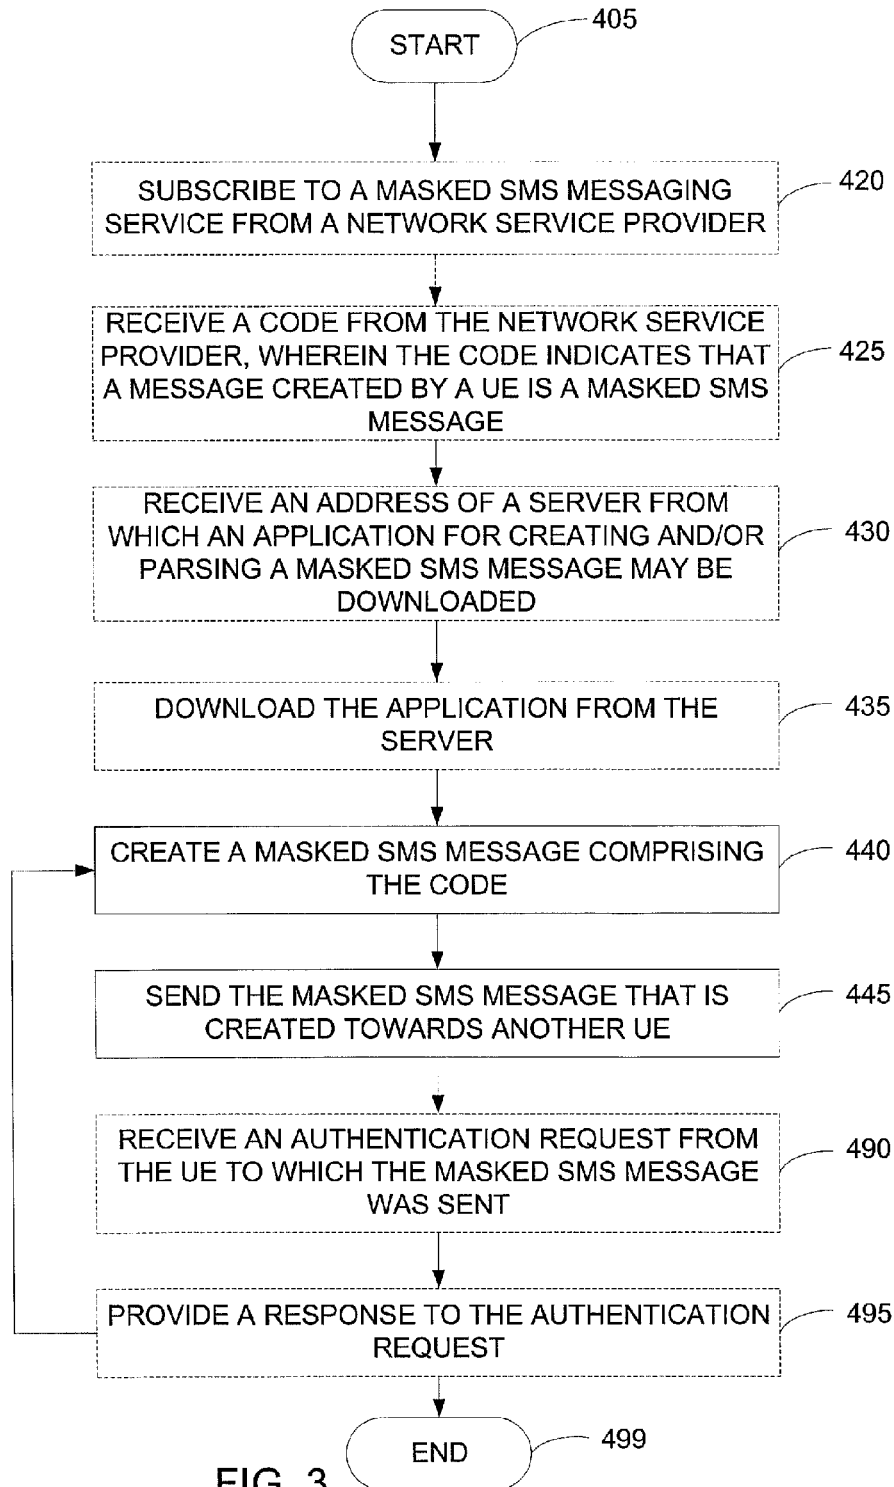 START
405
SUBSCRIBE TO A MASKED SMS MESSAGING
SERVICE FROM A NETWORK SERVICE PROVIDER
420
RECEIVE A CODE FROM THE NETWORK SERVICE
PROVIDER, WHEREIN THE CODE INDICATES THAT
A MESSAGE CREATED BY A UE IS A MASKED SMS
MESSAGE
425
RECEIVE AN ADDRESS OF A SERVER FROM
WHICH AN APPLICATION FOR CREATING AND/OR
PARSING A MASKED SMS MESSAGE MAY BE
DOWNLOADED
430
DOWNLOAD THE APPLICATION FROM THE
SERVER
435
CREATE A MASKED SMS MESSAGE COMPRISING
THE CODE
440
SEND THE MASKED SMS MESSAGE THAT IS
CREATED TOWARDS ANOTHER UE
445
RECEIVE AN AUTHENTICATION REQUEST FROM
THE UE TO WHICH THE MASKED SMS MESSAGE
WAS SENT
490
PROVIDE A RESPONSE TO THE AUTHENTICATION
REQUEST
495
END
499
FIG. 3